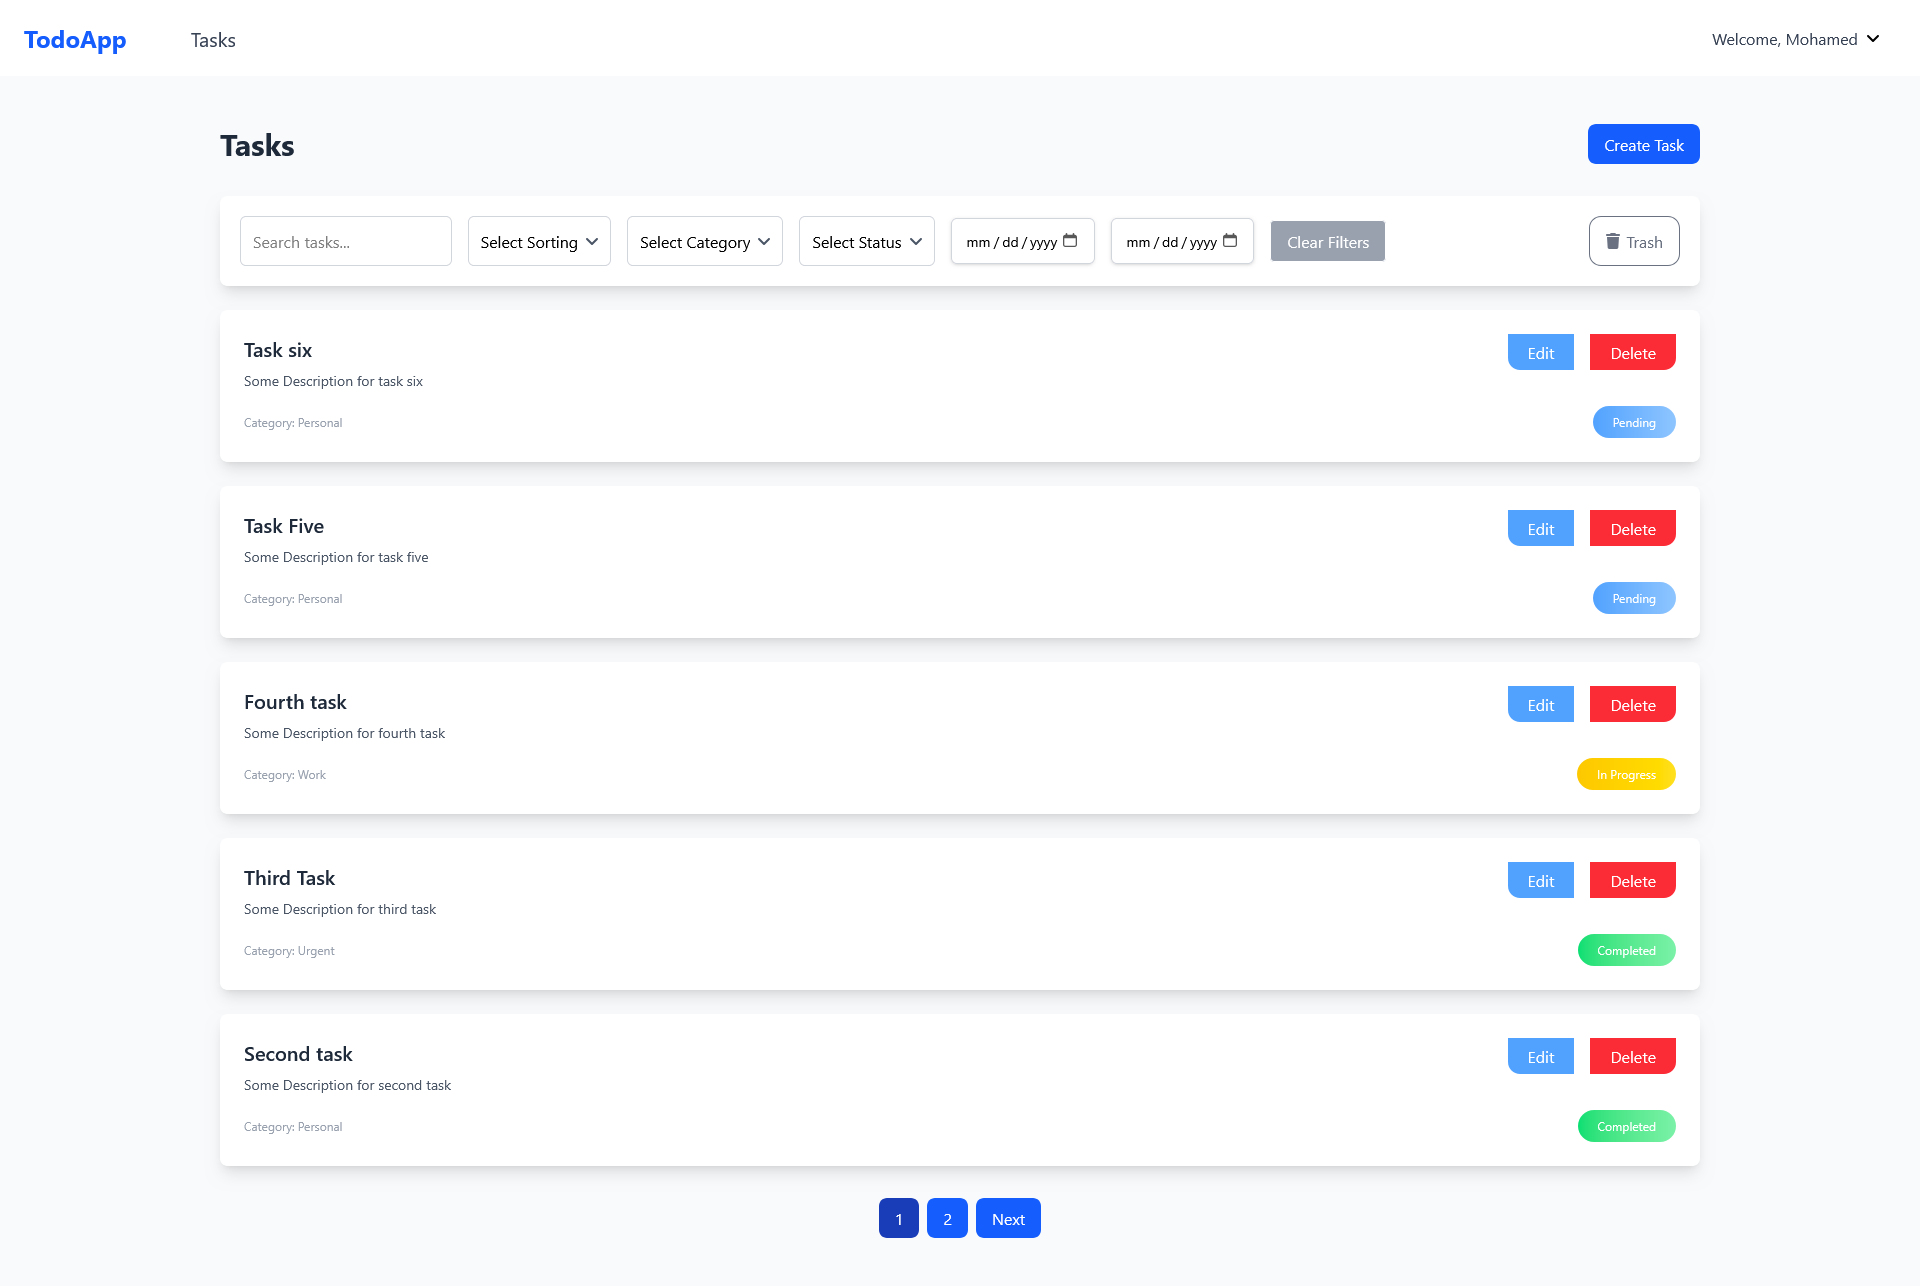 TodoApp Tasks Welcome, Mohamed
Tasks Create Task
Search tasks... Select Sorting Select Category Select Status mm / dd / yyyy mm / dd / yyyy Clear Filters Trash
Task six Edit Delete
Some Description for task six
Category: Personal Pending
Task Five Edit Delete
Some Description for task five
Category: Personal Pending
Fourth task Edit Delete
Some Description for fourth task
Category: Work In Progress
Third Task Edit Delete
Some Description for third task
Category: Urgent Completed
Second task Edit Delete
Some Description for second task
Category: Personal Completed
1 2 Next